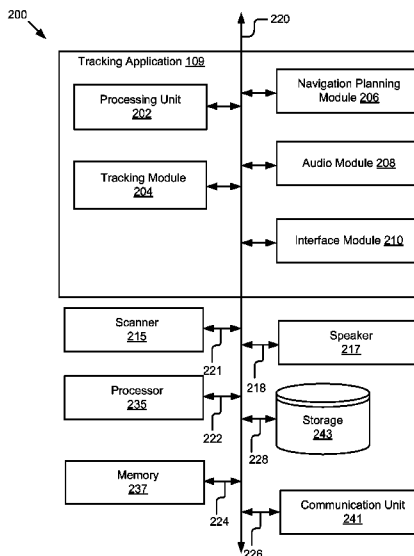 200
220
Tracking Application 109
Processing Unit
202
Navigation Planning
Module 206
Tracking Module
204
Audio Module
208
Interface Module
210
Scanner
215
221
Speaker
217
218
Processor
235
222
Storage
243
228
Memory
237
224
Communication Unit
241
226